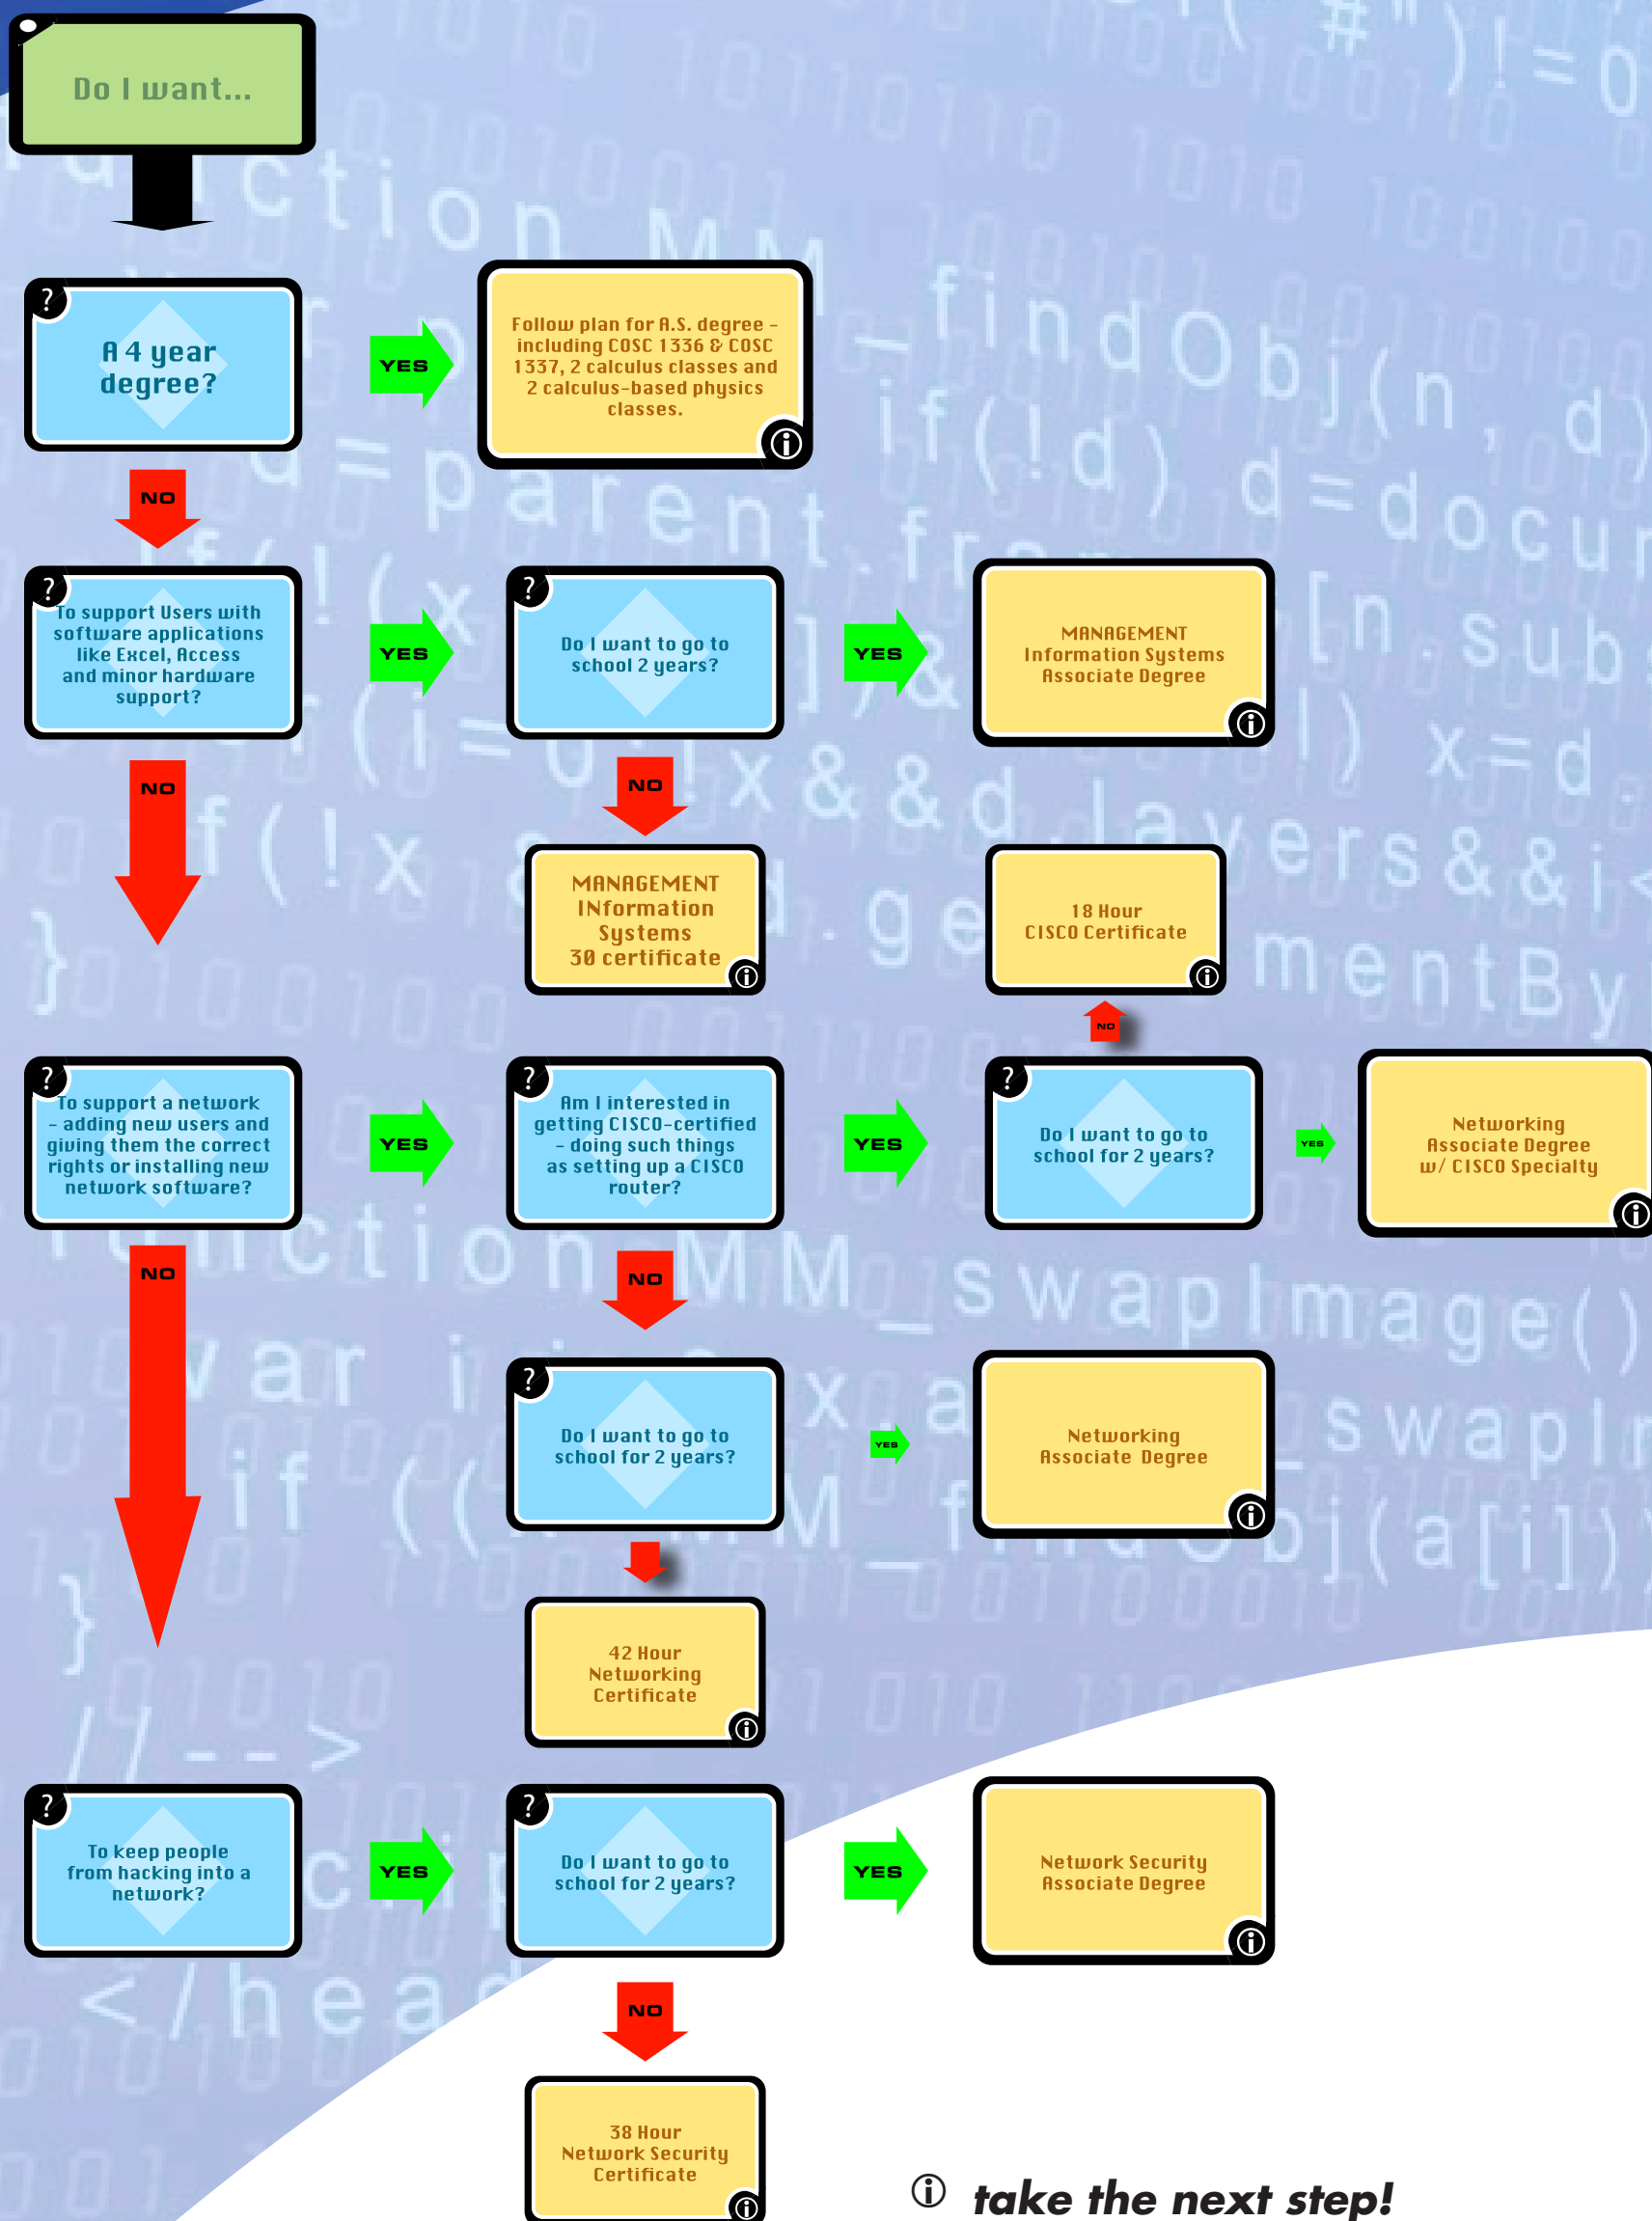 Do I want...
?
A 4 year
degree?
YES
Follow plan for A.S. degree -
including COSC 1336 & COSC
1337, 2 calculus classes and
2 calculus-based physics
classes.
NO
?
To support Users with
software applications
like Excel, Access
and minor hardware
support?
YES
?
Do I want to go to
school 2 years?
YES
MANAGEMENT
Information Systems
Associate Degree
NO
NO
MANAGEMENT
INformation
Systems
30 certificate
18 Hour
CISCO Certificate
NO
?
To support a network
- adding new users and
giving them the correct
rights or installing new
network software?
YES
?
Am I interested in
getting CISCO-certified
- doing such things
as setting up a CISCO
router?
YES
?
Do I want to go to
school for 2 years?
YES
Networking
Associate Degree
w/ CISCO Specialty
NO
NO
?
Do I want to go to
school for 2 years?
YES
Networking
Associate Degree
42 Hour
Networking
Certificate
?
To keep people
from hacking into a
network?
YES
?
Do I want to go to
school for 2 years?
YES
Network Security
Associate Degree
NO
38 Hour
Network Security
Certificate
take the next step!